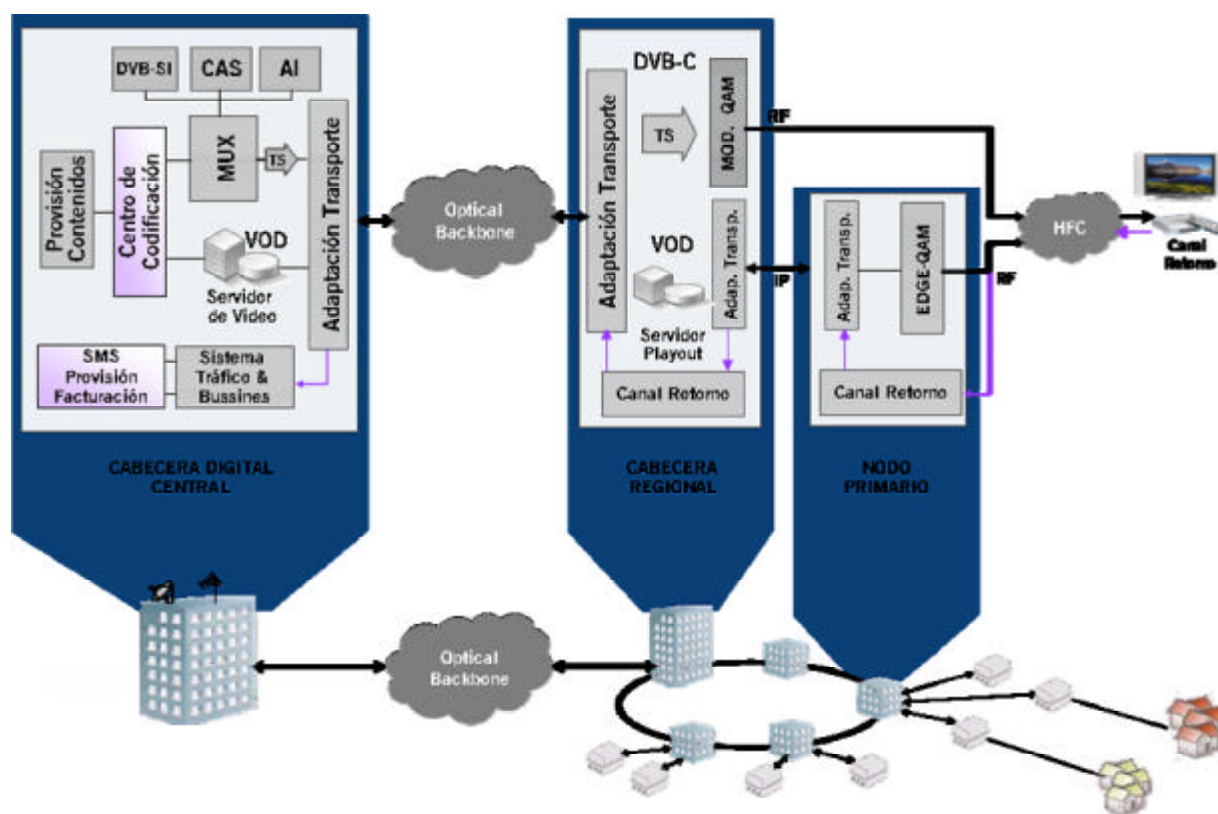 DVB-SI
CAS
AI
Provisión
Contenidos
Centro de
Codificación
MUX
TS
Adaptación Transporte
VOD
Servidor
de Video
SMS
Provisión
Facturación
Sistema
Tráfico &
Bussines
CABECERA DIGITAL
CENTRAL
Optical
Backbone
DVB-C
Adaptación Transporte
TS
MOD. QAM
RF
VOD
Servidor
Playout
Adap. Transp.
IP
Canal Retorno
CABECERA
REGIONAL
Adap. Transp.
EDGE-QAM
RF
Canal Retorno
NODO
PRIMARIO
HFC
Canal
Retorno
Optical
Backbone